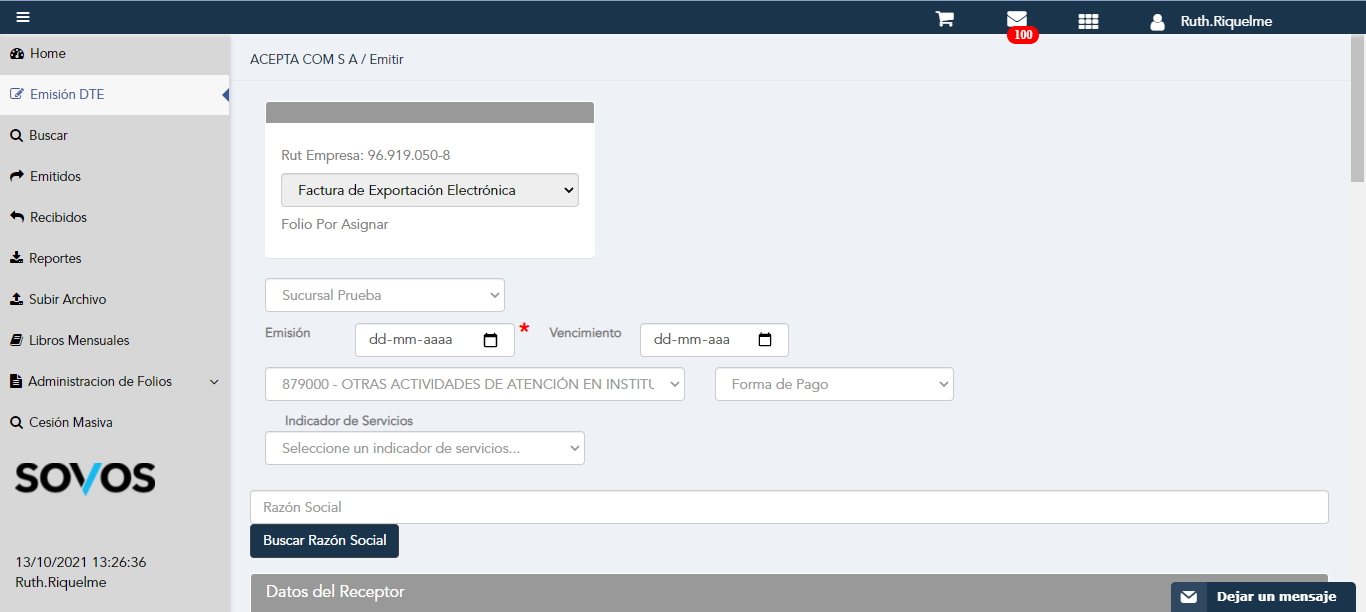 Ruth.Riquelme
100
Home
Emisión DTE
Buscar
Emitidos
Recibidos
Reportes
Subir Archivo
Libros Mensuales
Administracion de Folios
Cesión Masiva
SOVOS
13/10/2021 13:26:36
Ruth.Riquelme
ACEPTA COM S A / Emitir
Rut Empresa: 96.919.050-8
Factura de Exportación Electrónica
Folio Por Asignar
Sucursal Prueba
Emisión dd-mm-aaaa * Vencimiento dd-mm-aaa
879000 - OTRAS ACTIVIDADES DE ATENCIÓN EN INSTITU Forma de Pago
Indicador de Servicios
Seleccione un indicador de servicios...
Razón Social
Buscar Razón Social
Datos del Receptor
Dejar un mensaje